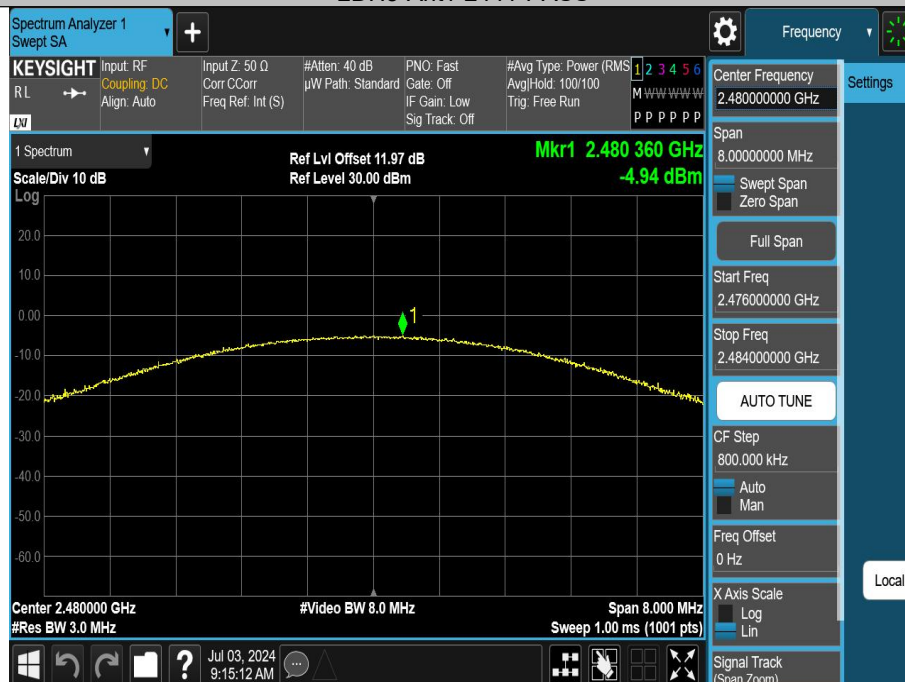 Spectrum Analyzer 1
Swept SA
+
Frequency
KEYSIGHT
RL
LXI
Input: RF
Coupling: DC
Align: Auto
Input Z: 50 Ω
Corr CCorr
Freq Ref: Int (S)
#Atten: 40 dB
µW Path: Standard
PNO: Fast
Gate: Off
IF Gain: Low
Sig Track: Off
#Avg Type: Power (RMS
Avg|Hold: 100/100
Trig: Free Run
1 2 3 4 5 6
M W W W W W
P P P P P P
1 Spectrum
Scale/Div 10 dB
Log
Ref Lvl Offset 11.97 dB
Ref Level 30.00 dBm
Mkr1 2.480 360 GHz
-4.94 dBm
20.0
10.0
0.00
-10.0
-20.0
-30.0
-40.0
-50.0
-60.0
1
Center 2.480000 GHz
#Res BW 3.0 MHz
#Video BW 8.0 MHz
Span 8.000 MHz
Sweep 1.00 ms (1001 pts)
Jul 03, 2024
9:15:12 AM
?
Center Frequency
2.480000000 GHz
Settings
Span
8.00000000 MHz
Swept Span
Zero Span
Full Span
Start Freq
2.476000000 GHz
Stop Freq
2.484000000 GHz
AUTO TUNE
CF Step
800.000 kHz
Auto
Man
Freq Offset
0 Hz
X Axis Scale
Log
Lin
Local
Signal Track
(Span Zoom)